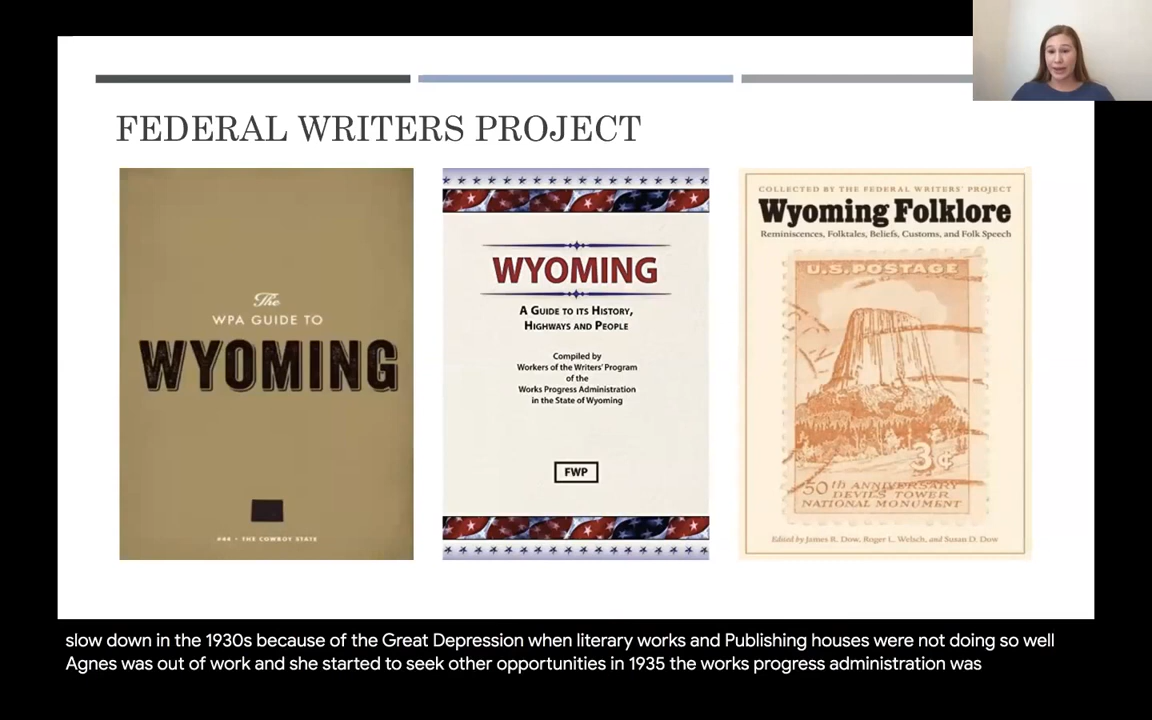 FEDERAL WRITERS PROJECT
The
WPA GUIDE TO
WYOMING
#44 • THE COWBOY STATE
WYOMING
A Guide to its History,
Highways and People
Compiled by
Workers of the Writers' Program
of the
Works Progress Administration
in the State of Wyoming
FWP
COLLECTED BY THE FEDERAL WRITERS' PROJECT
Wyoming Folklore
Reminiscences, Folktales, Beliefs, Customs, and Folk Speech
U.S. POSTAGE
3¢
50th ANNIVERSARY
DEVILS TOWER
NATIONAL MONUMENT
Edited by James R. Dow, Roger L. Welsch, and Susan D. Dow
slow down in the 1930s because of the Great Depression when literary works and Publishing houses were not doing so well
Agnes was out of work and she started to seek other opportunities in 1935 the works progress administration was